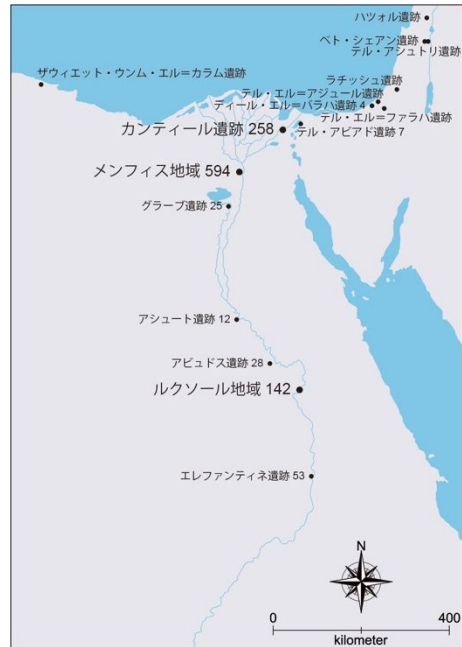 ハツォル遺跡
ベト・シェアン遺跡
テル・アシュトリ遺跡
ザウィエット・ウンム・エル=カラム遺跡
ラチッシュ遺跡
テル・エル=アジュール遺跡
ディール・エル=バラハ遺跡 4
テル・エル=ファラハ遺跡
カンティール遺跡 258
テル・アビアド遺跡 7
メンフィス地域 594
グラーブ遺跡 25
アシュート遺跡 12
アビュドス遺跡 28
ルクソール地域 142
エレファンティネ遺跡 53
N
0
400
kilometer